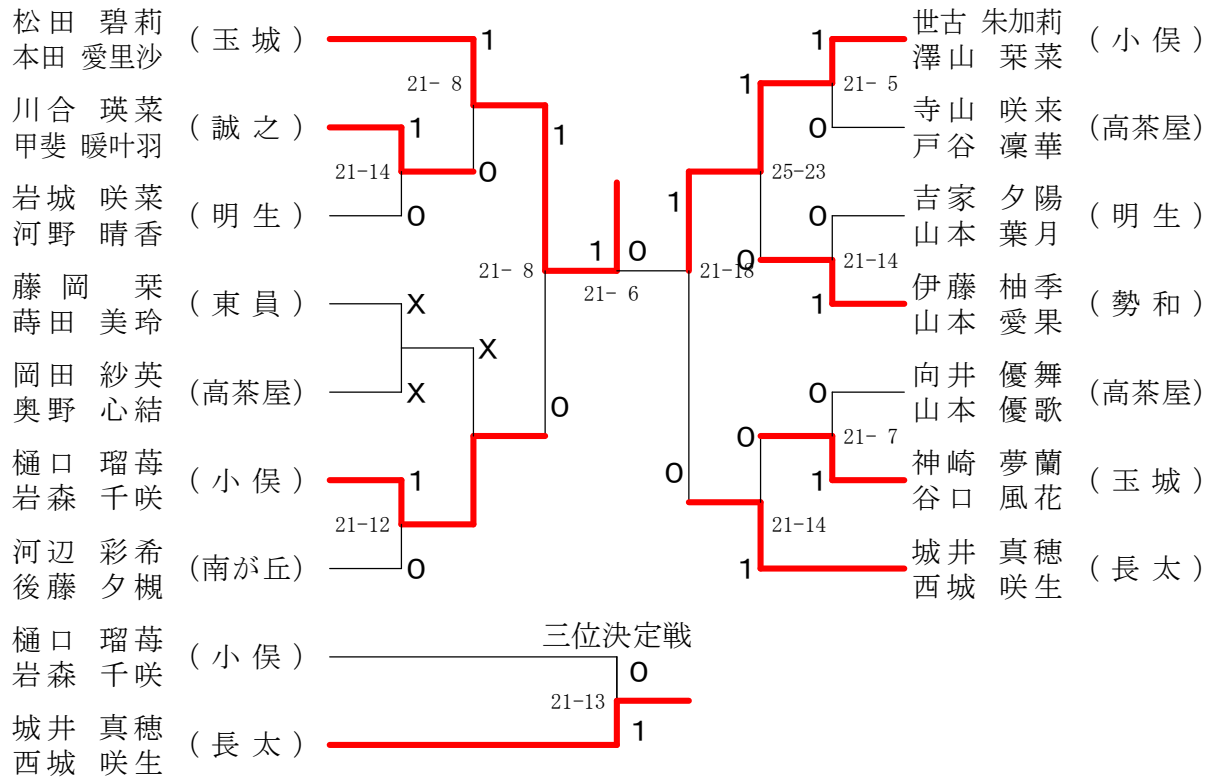 松田 碧莉
本田 愛里沙
( 玉 城 )
1
21- 8
川合 瑛菜
甲斐 暖叶羽
( 誠 之 )
1
21-14
0
岩城 咲菜
河野 晴香
( 明 生 )
0
1
21- 8
藤岡 栞
蒔田 美玲
( 東 員 )
X
X
岡田 紗英
奥野 心結
(高茶屋)
X
0
樋口 瑠苺
岩森 千咲
( 小 俣 )
1
21-12
河辺 彩希
後藤 夕槻
(南が丘)
0
1
0
21- 6
世古 朱加莉
澤山 栞菜
( 小 俣 )
1
21- 5
1
寺山 咲来
戸谷 凜華
(高茶屋)
0
25-23
1
吉家 夕陽
山本 葉月
( 明 生 )
0
21-14
0
21-18
伊藤 柚季
山本 愛果
( 勢 和 )
1
向井 優舞
山本 優歌
(高茶屋)
0
21- 7
0
神崎 夢蘭
谷口 風花
( 玉 城 )
1
0
21-14
城井 真穂
西城 咲生
( 長 太 )
1
三位決定戦
樋口 瑠苺
岩森 千咲
( 小 俣 )
0
21-13
城井 真穂
西城 咲生
( 長 太 )
1